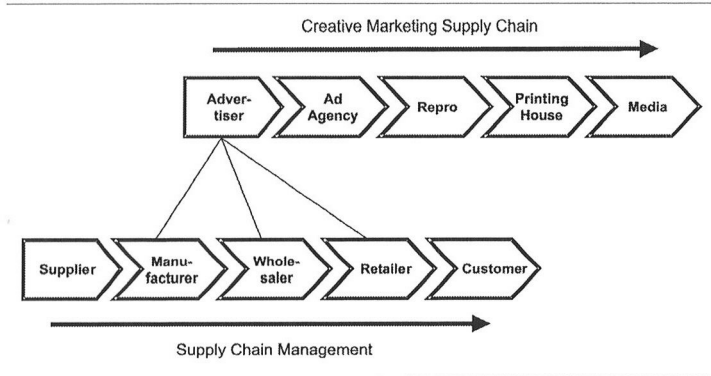 Creative Marketing Supply Chain
Adver-
tiser
Ad
Agency
Repro
Printing
House
Media
Supplier
Manu-
facturer
Whole-
saler
Retailer
Customer
Supply Chain Management